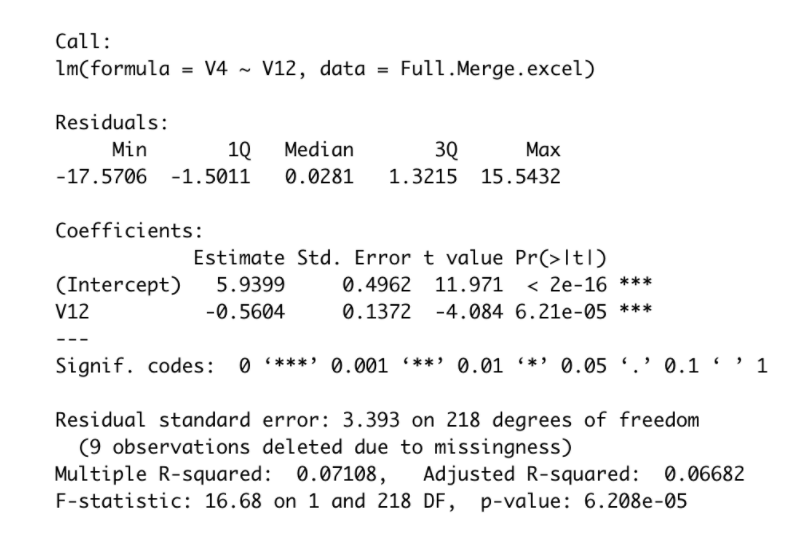 Call:
lm(formula = V4 ~ V12, data = Full.Merge.excel)
Residuals:
Min 1Q Median 3Q Max
-17.5706 -1.5011 0.0281 1.3215 15.5432
Coefficients:
Estimate Std. Error t value Pr(>|t|)
(Intercept) 5.9399 0.4962 11.971 < 2e-16 ***
V12 -0.5604 0.1372 -4.084 6.21e-05 ***
---
Signif. codes: 0 ‘***’ 0.001 ‘**’ 0.01 ‘*’ 0.05 ‘.’ 0.1 ‘ ’ 1
Residual standard error: 3.393 on 218 degrees of freedom
(9 observations deleted due to missingness)
Multiple R-squared: 0.07108, Adjusted R-squared: 0.06682
F-statistic: 16.68 on 1 and 218 DF, p-value: 6.208e-05